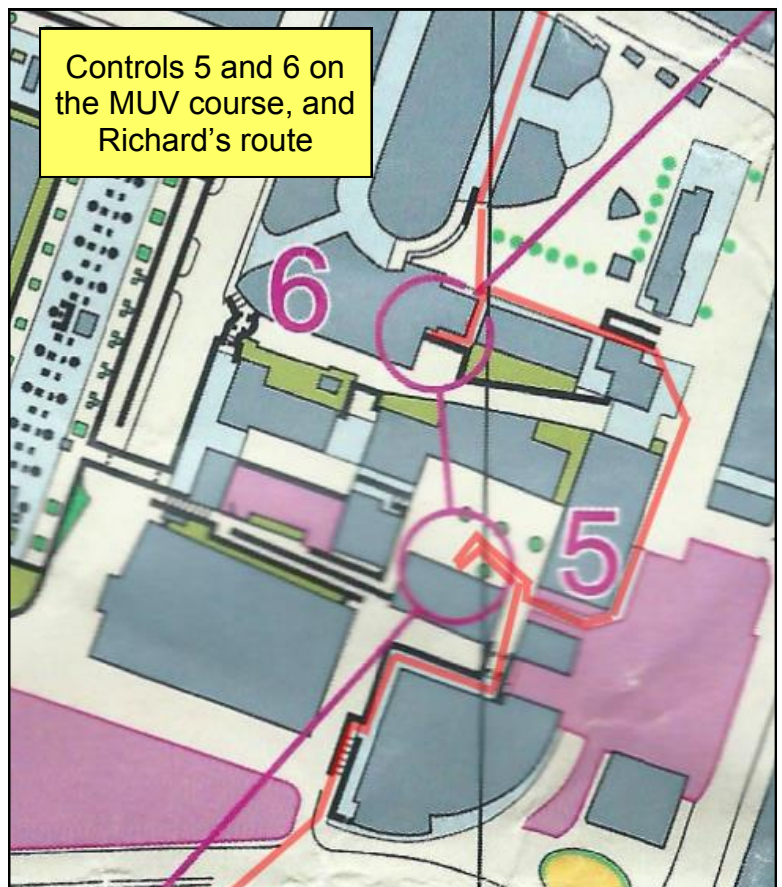 Controls 5 and 6 on
the MUV course, and
Richard's route
6
5